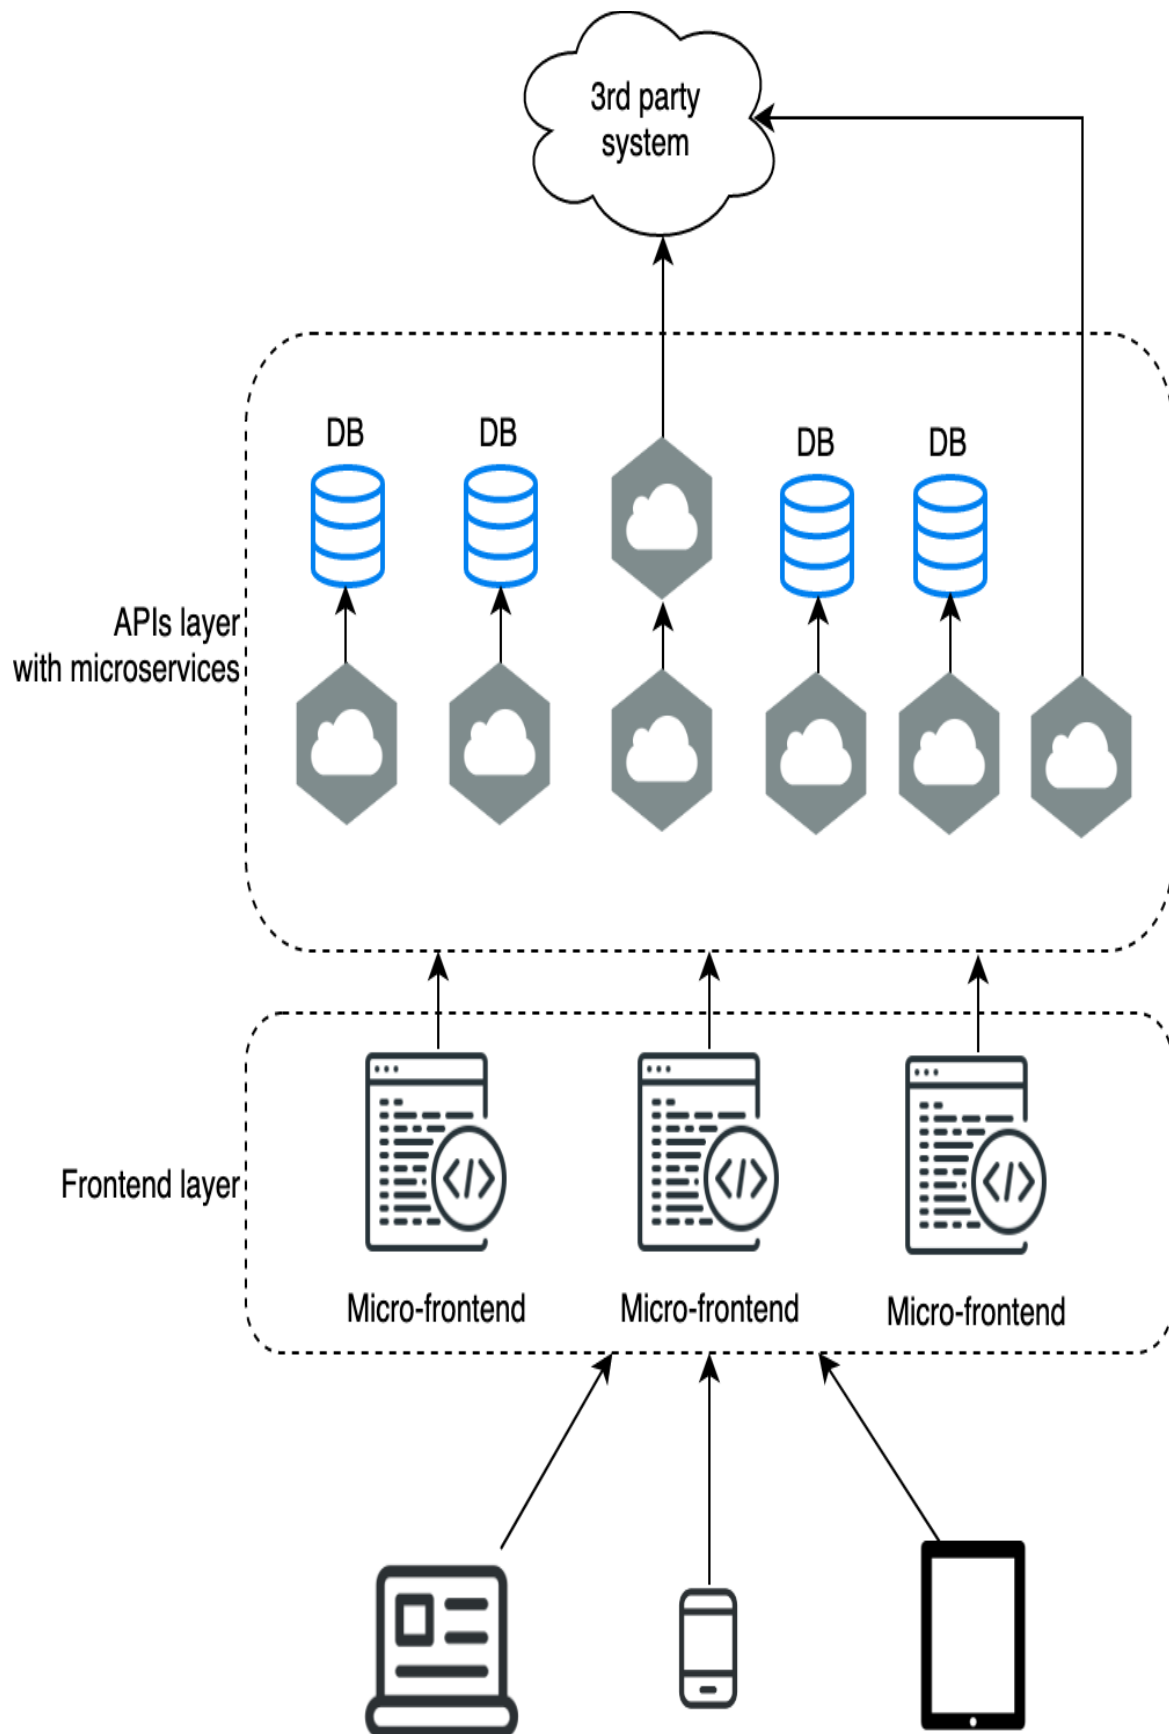 3rd party
system
DB
DB
DB
DB
APIs layer
with microservices
Frontend layer
Micro-frontend
Micro-frontend
Micro-frontend